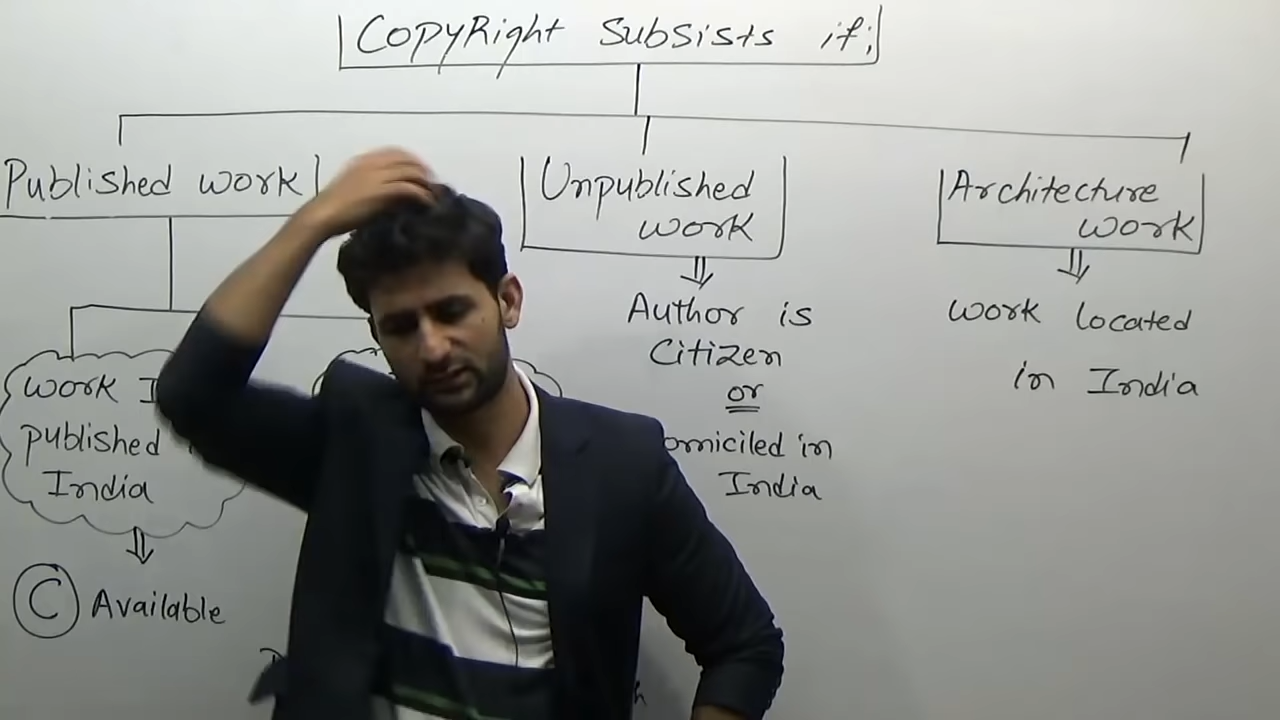 CopyRight Subsists if;
Published work
Unpublished
work
Architecture
work
work
published
India
Author is
Citizen
or
in
India
work located
in India
© Available